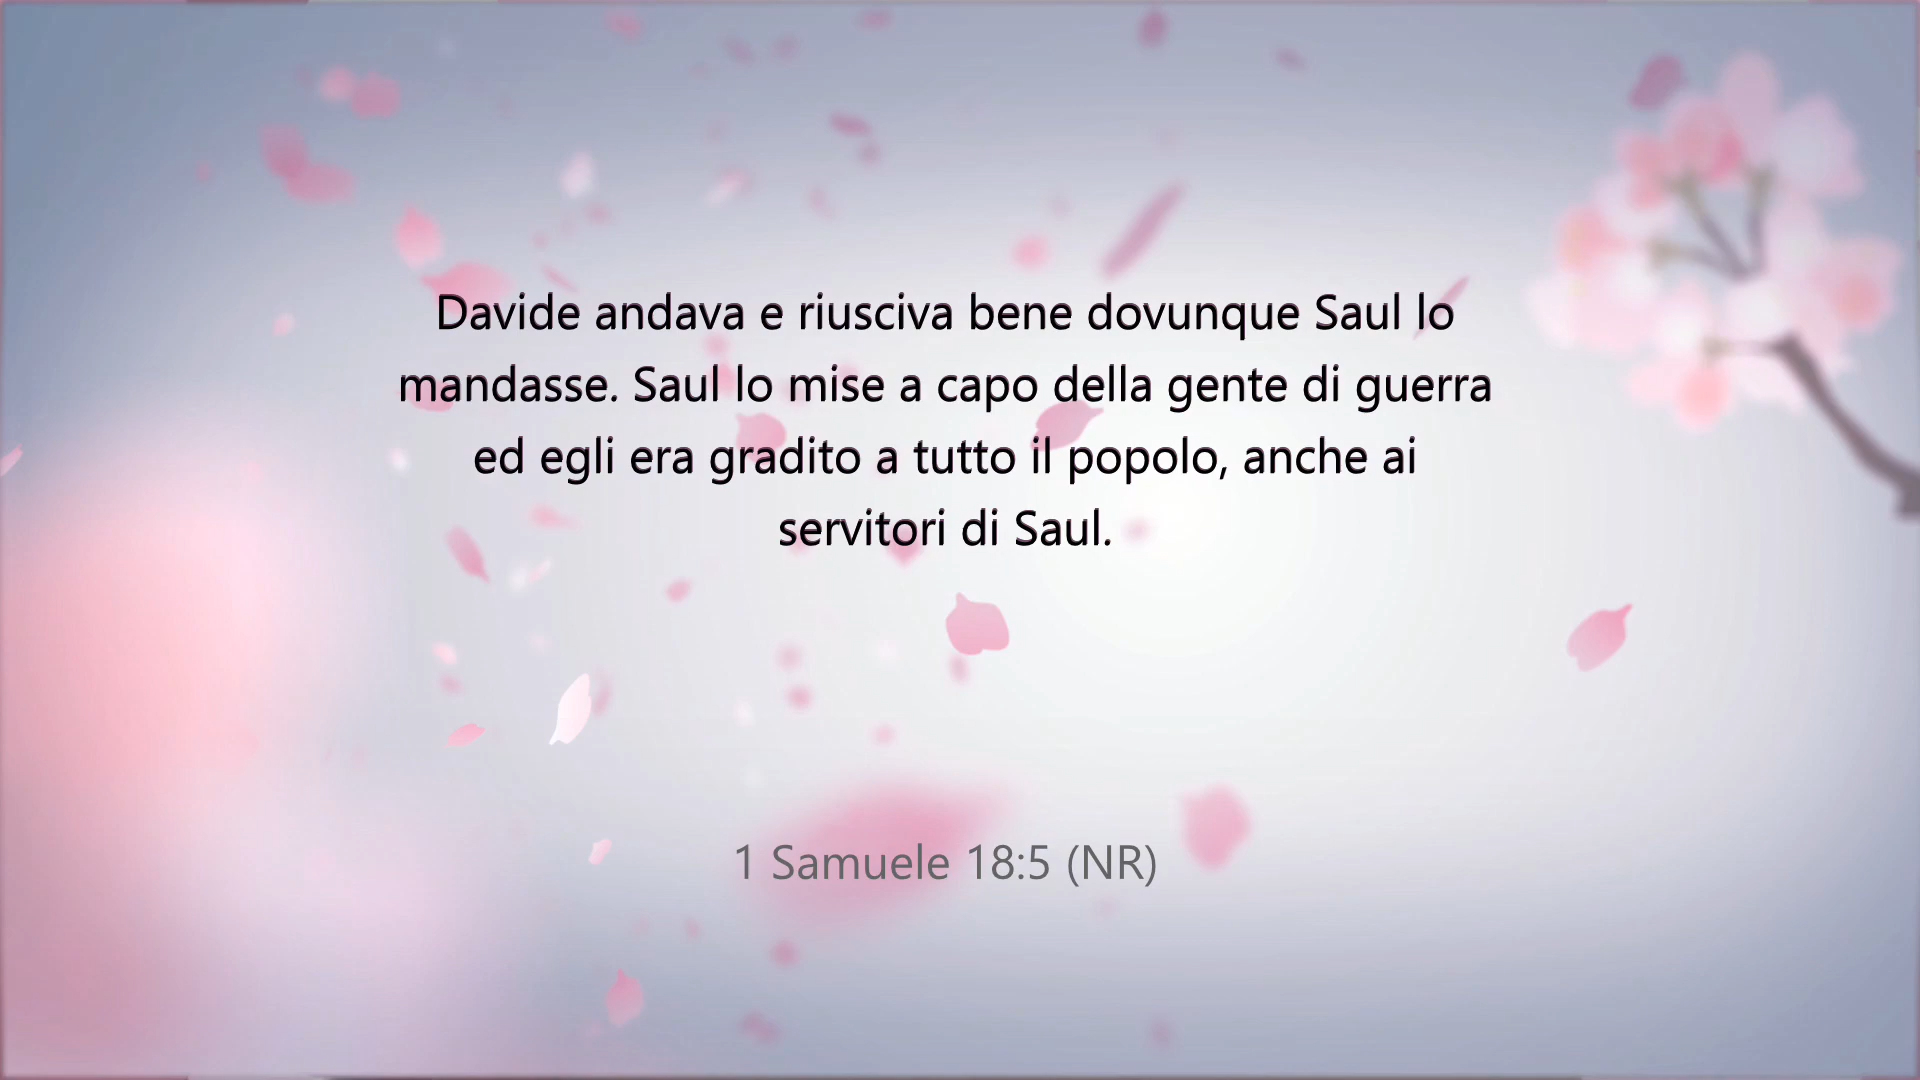 Davide andava e riusciva bene dovunque Saul lo
mandasse. Saul lo mise a capo della gente di guerra
ed egli era gradito a tutto il popolo, anche ai
servitori di Saul.
1 Samuele 18:5 (NR)